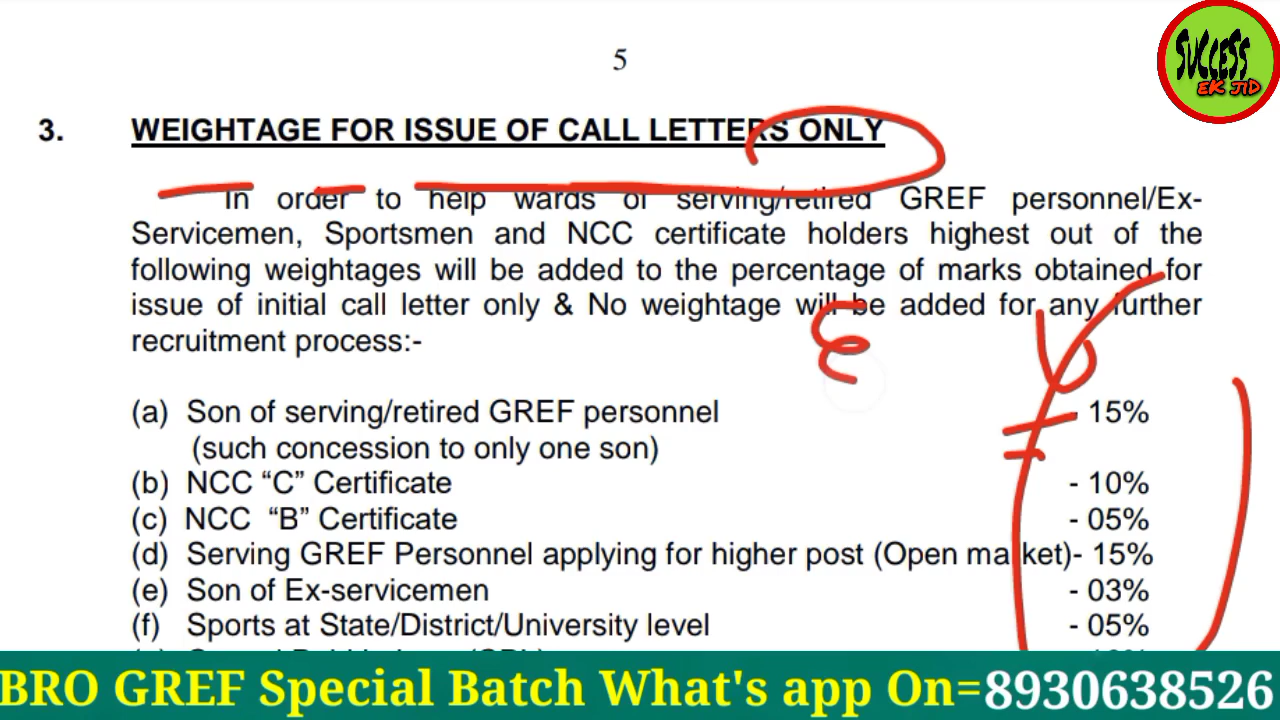 5
SUCCESS
EK JID
3. WEIGHTAGE FOR ISSUE OF CALL LETTERS ONLY
In order to help wards of serving/retired GREF personnel/Ex-
Servicemen, Sportsmen and NCC certificate holders highest out of the
following weightages will be added to the percentage of marks obtained for
issue of initial call letter only & No weightage will be added for any further
recruitment process:-
(a) Son of serving/retired GREF personnel - 15%
(such concession to only one son)
(b) NCC “C” Certificate - 10%
(c) NCC “B” Certificate - 05%
(d) Serving GREF Personnel applying for higher post (Open market)- 15%
(e) Son of Ex-servicemen - 03%
(f) Sports at State/District/University level - 05%
BRO GREF Special Batch What's app On=8930638526